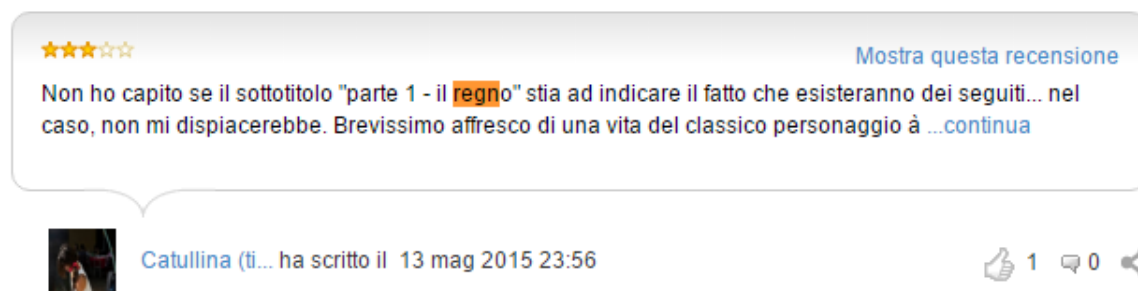 Mostra questa recensione
Non ho capito se il sottotitolo "parte 1 - il regno" stia ad indicare il fatto che esisteranno dei seguiti... nel
caso, non mi dispiacerebbe. Brevissimo affresco di una vita del classico personaggio à ...continua
Catullina (ti... ha scritto il 13 mag 2015 23:56
1 0